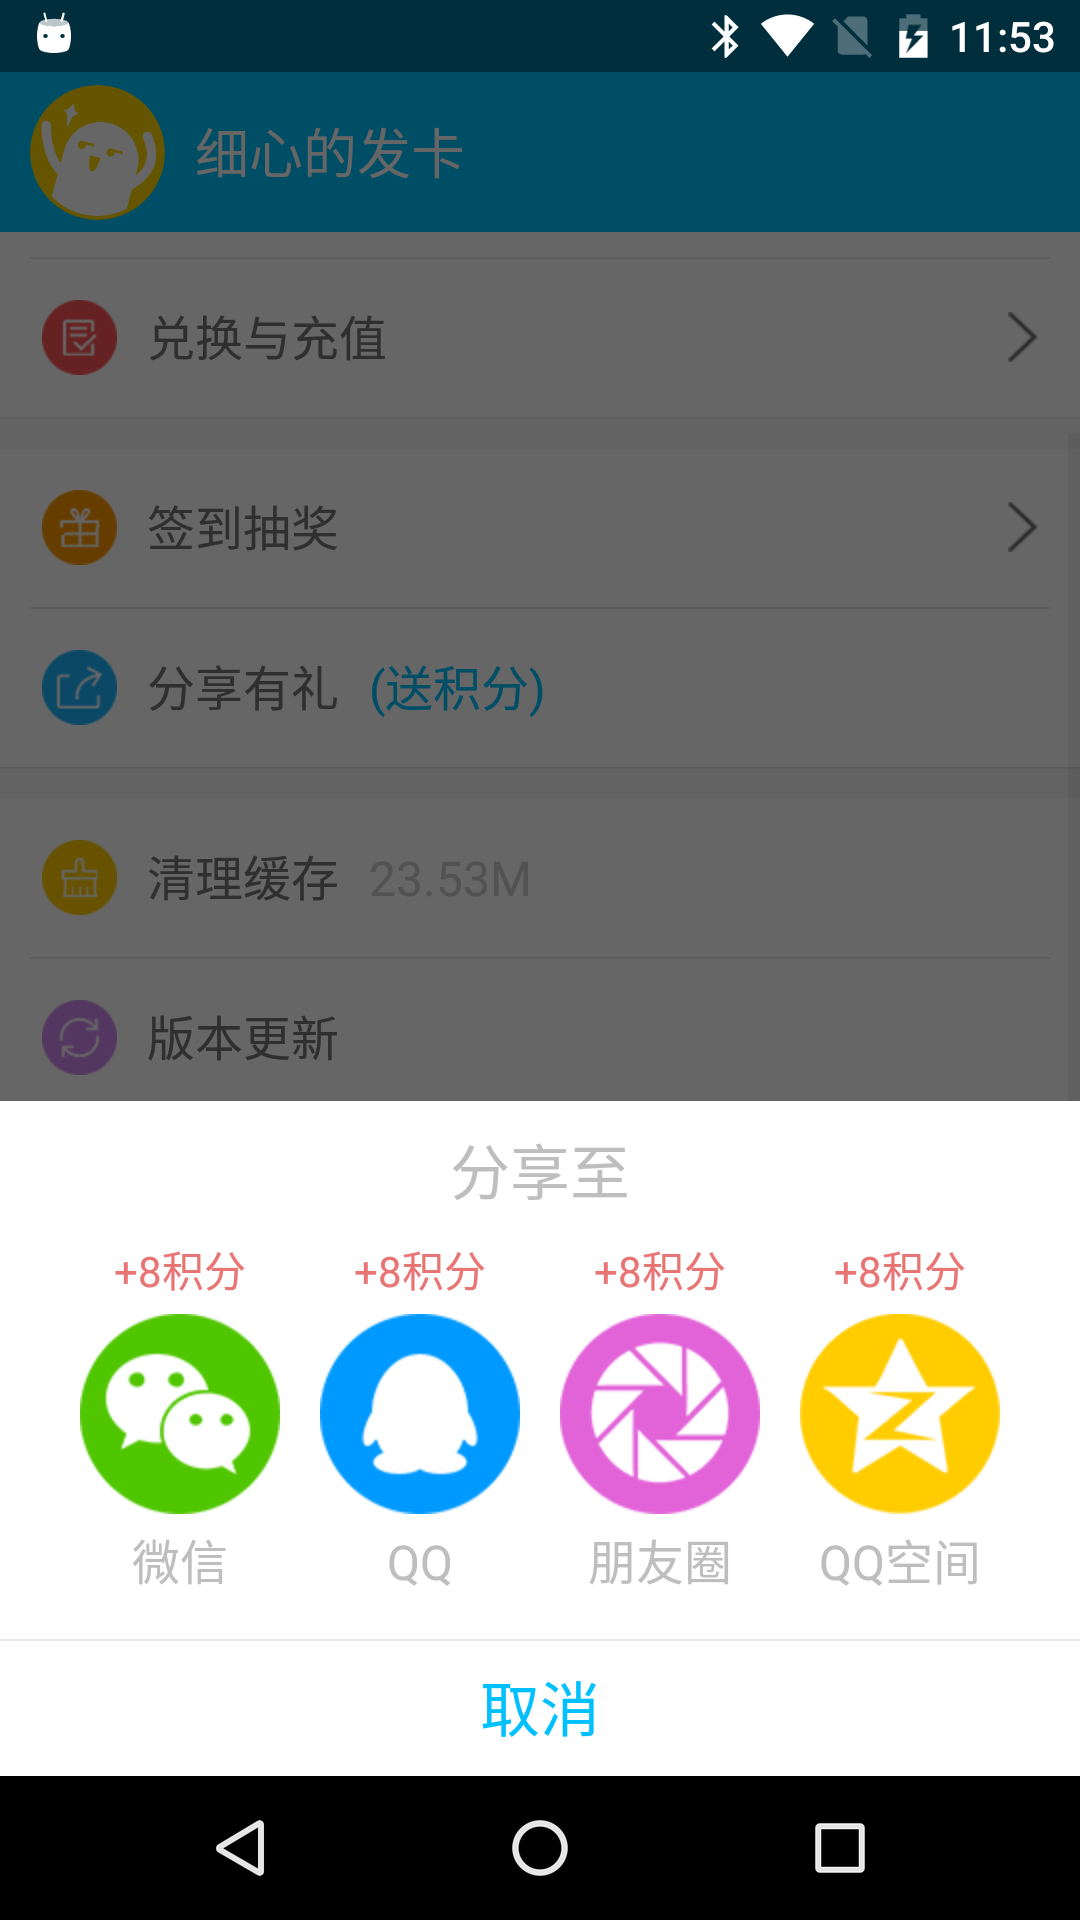 11:53
细心的发卡
兑换与充值
签到抽奖
分享有礼 (送积分)
清理缓存 23.53M
版本更新
分享至
+8积分 +8积分 +8积分 +8积分
微信 QQ 朋友圈 QQ空间
取消